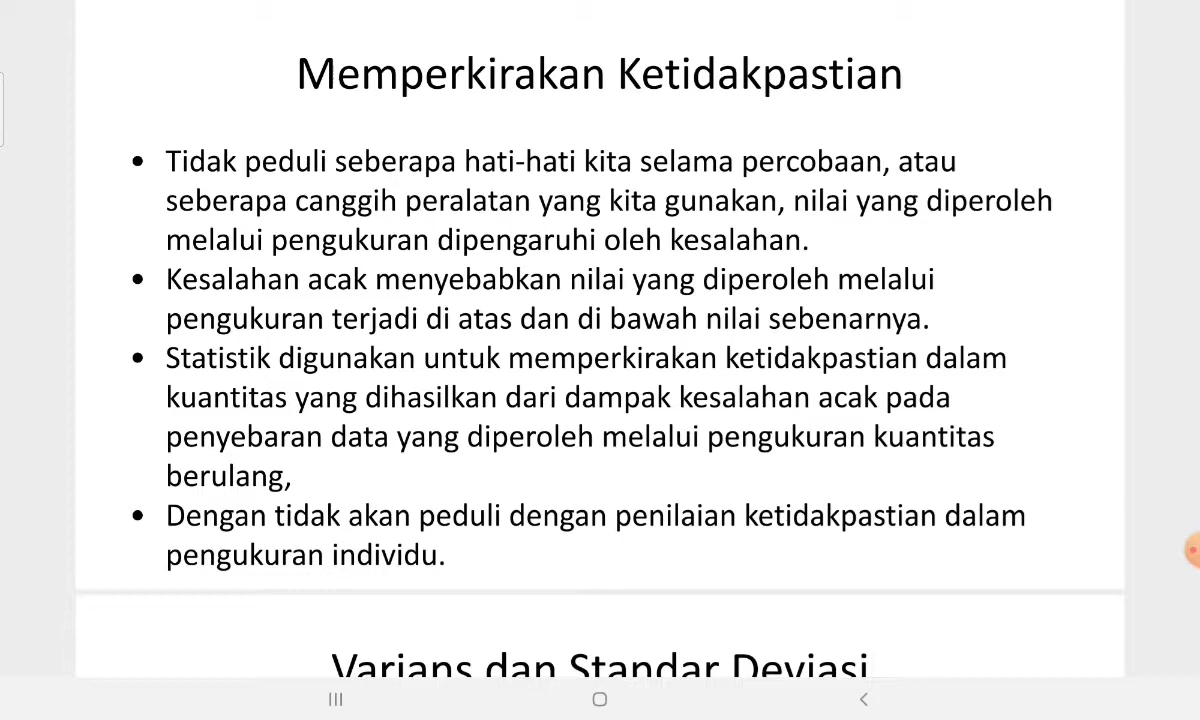 Memperkirakan Ketidakpastian
• Tidak peduli seberapa hati-hati kita selama percobaan, atau
seberapa canggih peralatan yang kita gunakan, nilai yang diperoleh
melalui pengukuran dipengaruhi oleh kesalahan.
• Kesalahan acak menyebabkan nilai yang diperoleh melalui
pengukuran terjadi di atas dan di bawah nilai sebenarnya.
• Statistik digunakan untuk memperkirakan ketidakpastian dalam
kuantitas yang dihasilkan dari dampak kesalahan acak pada
penyebaran data yang diperoleh melalui pengukuran kuantitas
berulang,
• Dengan tidak akan peduli dengan penilaian ketidakpastian dalam
pengukuran individu.
Varians dan Standar Deviasi